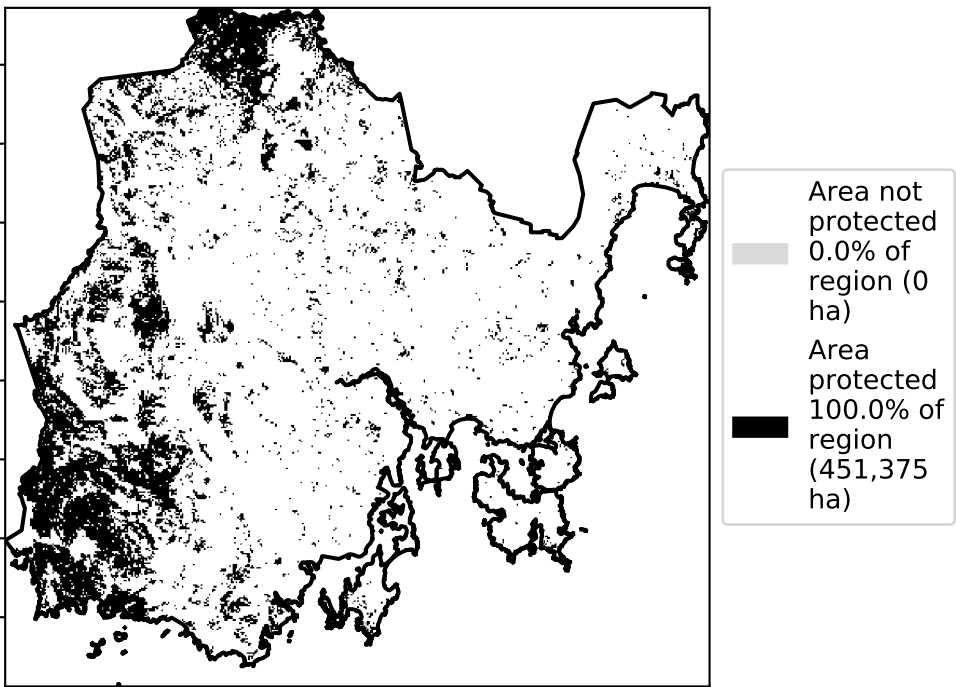 Area not
protected
0.0% of
region (0
ha)
Area
protected
100.0% of
region
(451,375
ha)